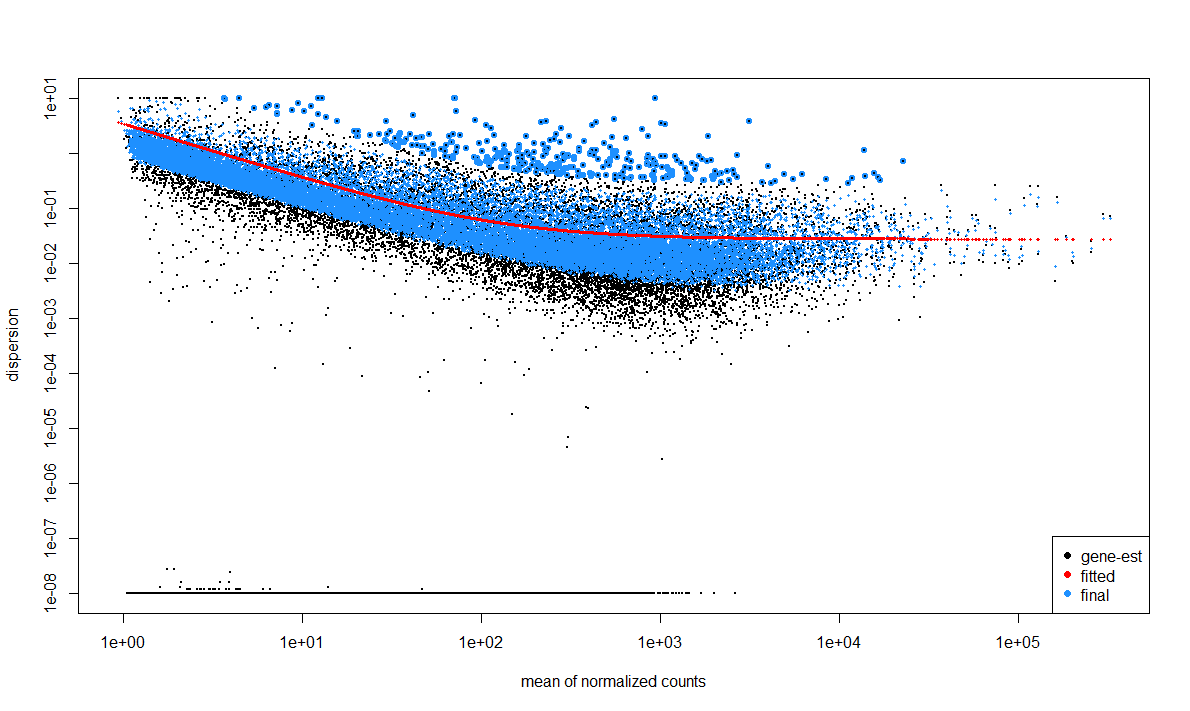 1e+01
1e-01
1e-02
1e-03
1e-04
1e-05
1e-06
1e-07
1e-08
dispersion
gene-est
fitted
final
1e+00 1e+01 1e+02 1e+03 1e+04 1e+05
mean of normalized counts